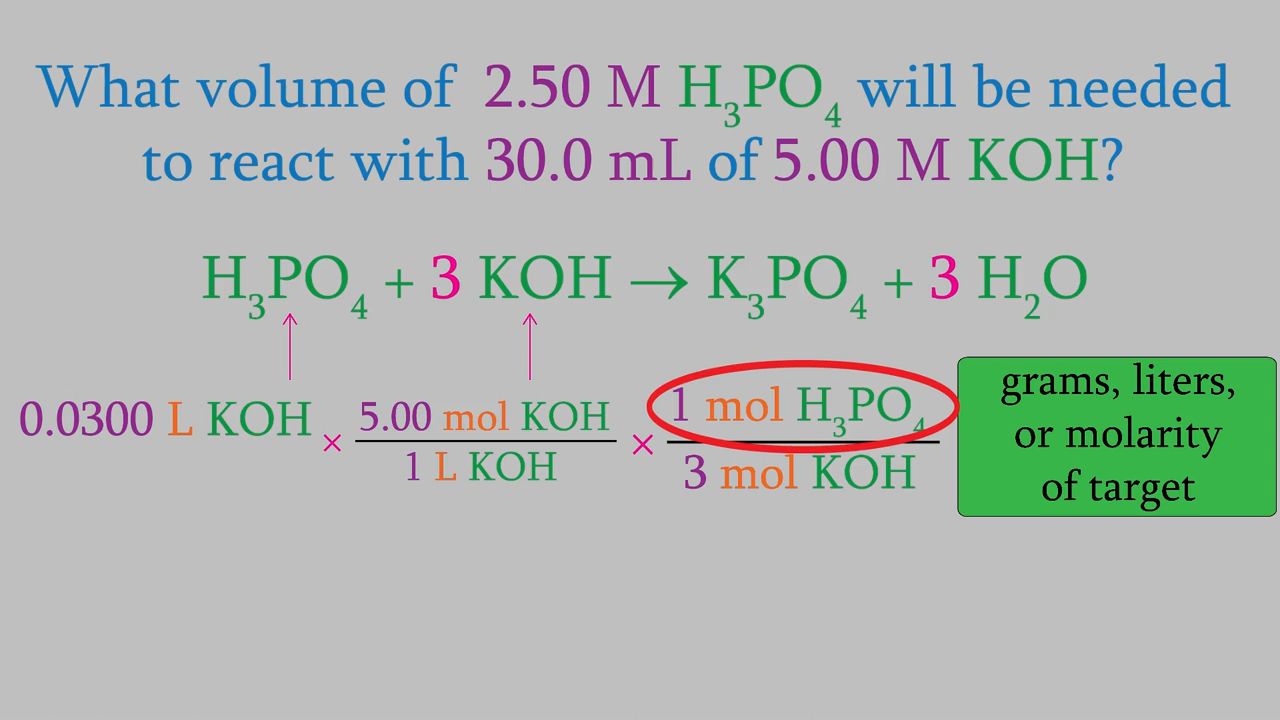 What volume of 2.50 M H₃PO₄ will be needed
to react with 30.0 mL of 5.00 M KOH?
H₃PO₄ + 3 KOH → K₃PO₄ + 3 H₂O
0.0300 L KOH × 5.00 mol KOH / 1 L KOH × 1 mol H₃PO₄ / 3 mol KOH
grams, liters,
or molarity
of target